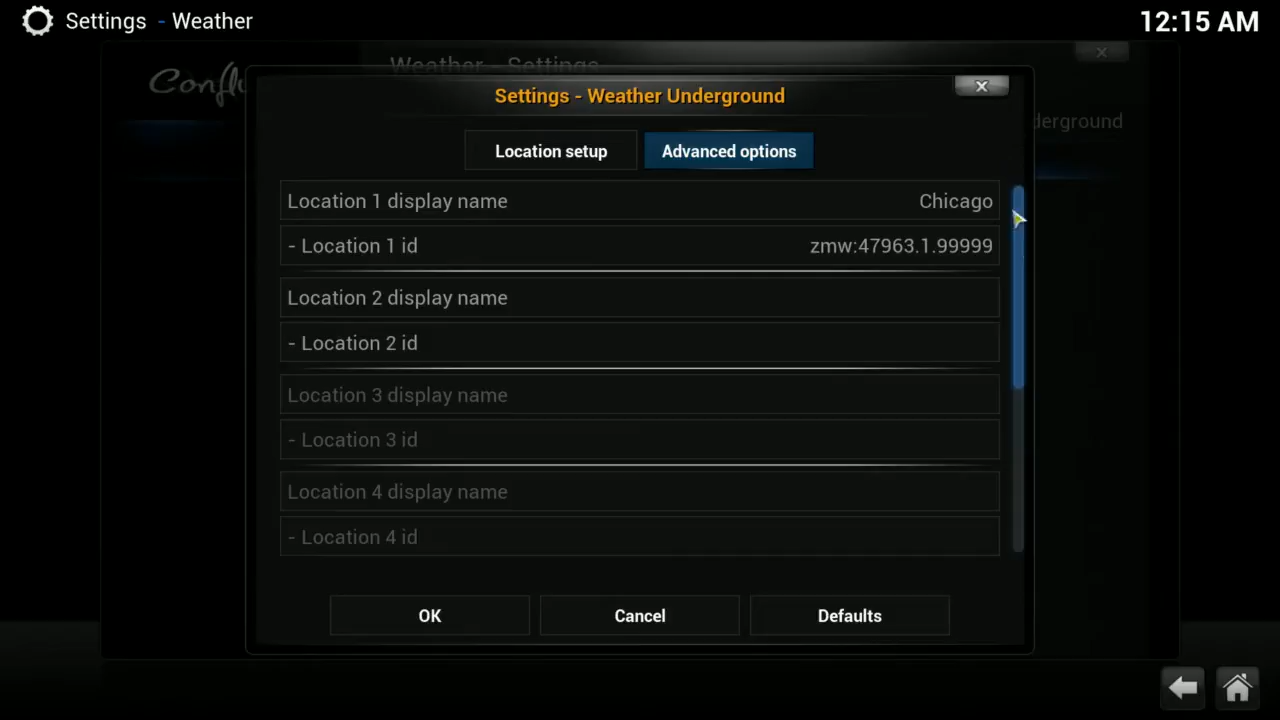 Settings - Weather
12:15 AM
Weather - Settings
Settings - Weather Underground
Location setup
Advanced options
Location 1 display name Chicago
- Location 1 id zmw:47963.1.99999
Location 2 display name
- Location 2 id
Location 3 display name
- Location 3 id
Location 4 display name
- Location 4 id
OK
Cancel
Defaults